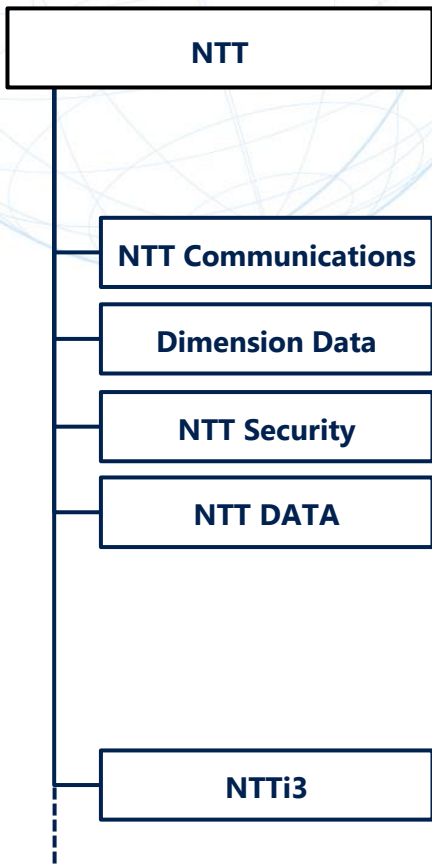 NTT
NTT Communications
Dimension Data
NTT Security
NTT DATA
NTTi3